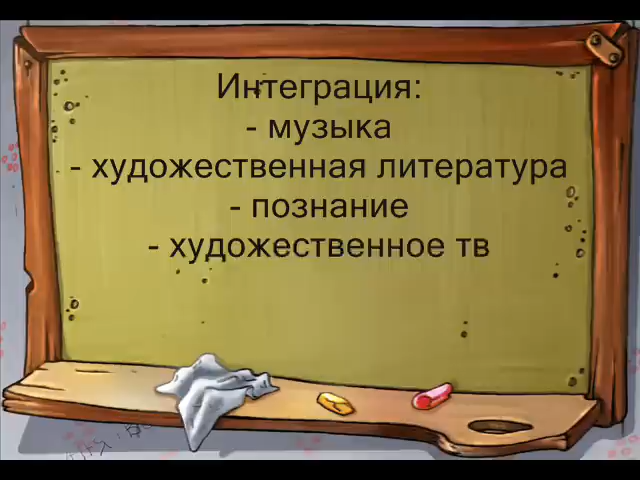 Интеграция:
- музыка
- художественная литература
- познание
- художественное тв